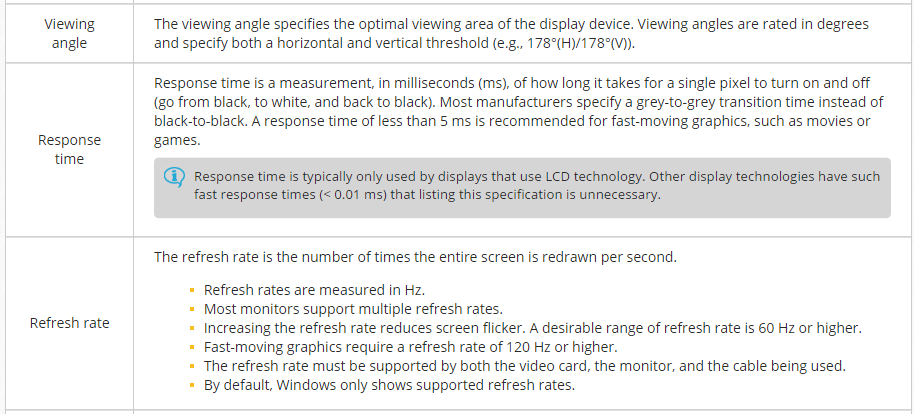 Viewing
angle
The viewing angle specifies the optimal viewing area of the display device. Viewing angles are rated in degrees
and specify both a horizontal and vertical threshold (e.g., 178°(H)/178°(V)).
Response
time
Response time is a measurement, in milliseconds (ms), of how long it takes for a single pixel to turn on and off
(go from black, to white, and back to black). Most manufacturers specify a grey-to-grey transition time instead of
black-to-black. A response time of less than 5 ms is recommended for fast-moving graphics, such as movies or
games.
Response time is typically only used by displays that use LCD technology. Other display technologies have such
fast response times (< 0.01 ms) that listing this specification is unnecessary.
Refresh rate
The refresh rate is the number of times the entire screen is redrawn per second.
Refresh rates are measured in Hz.
Most monitors support multiple refresh rates.
Increasing the refresh rate reduces screen flicker. A desirable range of refresh rate is 60 Hz or higher.
Fast-moving graphics require a refresh rate of 120 Hz or higher.
The refresh rate must be supported by both the video card, the monitor, and the cable being used.
By default, Windows only shows supported refresh rates.